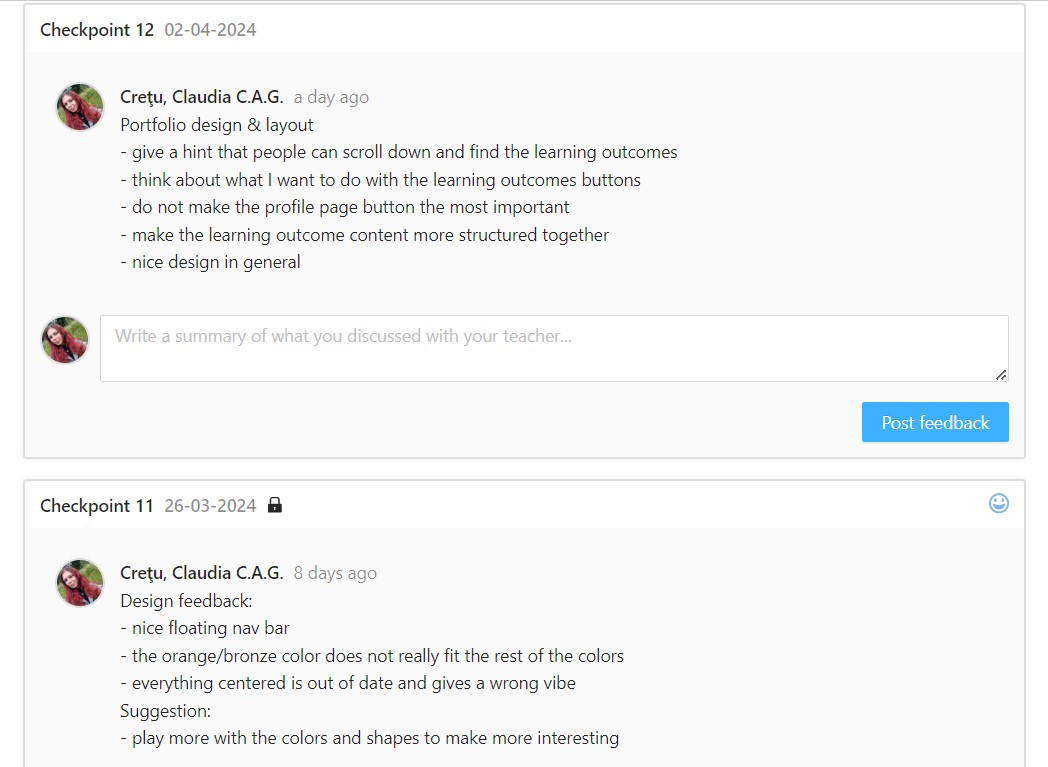 Checkpoint 12 02-04-2024
Creţu, Claudia C.A.G. a day ago
Portfolio design & layout
- give a hint that people can scroll down and find the learning outcomes
- think about what I want to do with the learning outcomes buttons
- do not make the profile page button the most important
- make the learning outcome content more structured together
- nice design in general
Write a summary of what you discussed with your teacher...
Post feedback
Checkpoint 11 26-03-2024
Creţu, Claudia C.A.G. 8 days ago
Design feedback:
- nice floating nav bar
- the orange/bronze color does not really fit the rest of the colors
- everything centered is out of date and gives a wrong vibe
Suggestion:
- play more with the colors and shapes to make more interesting